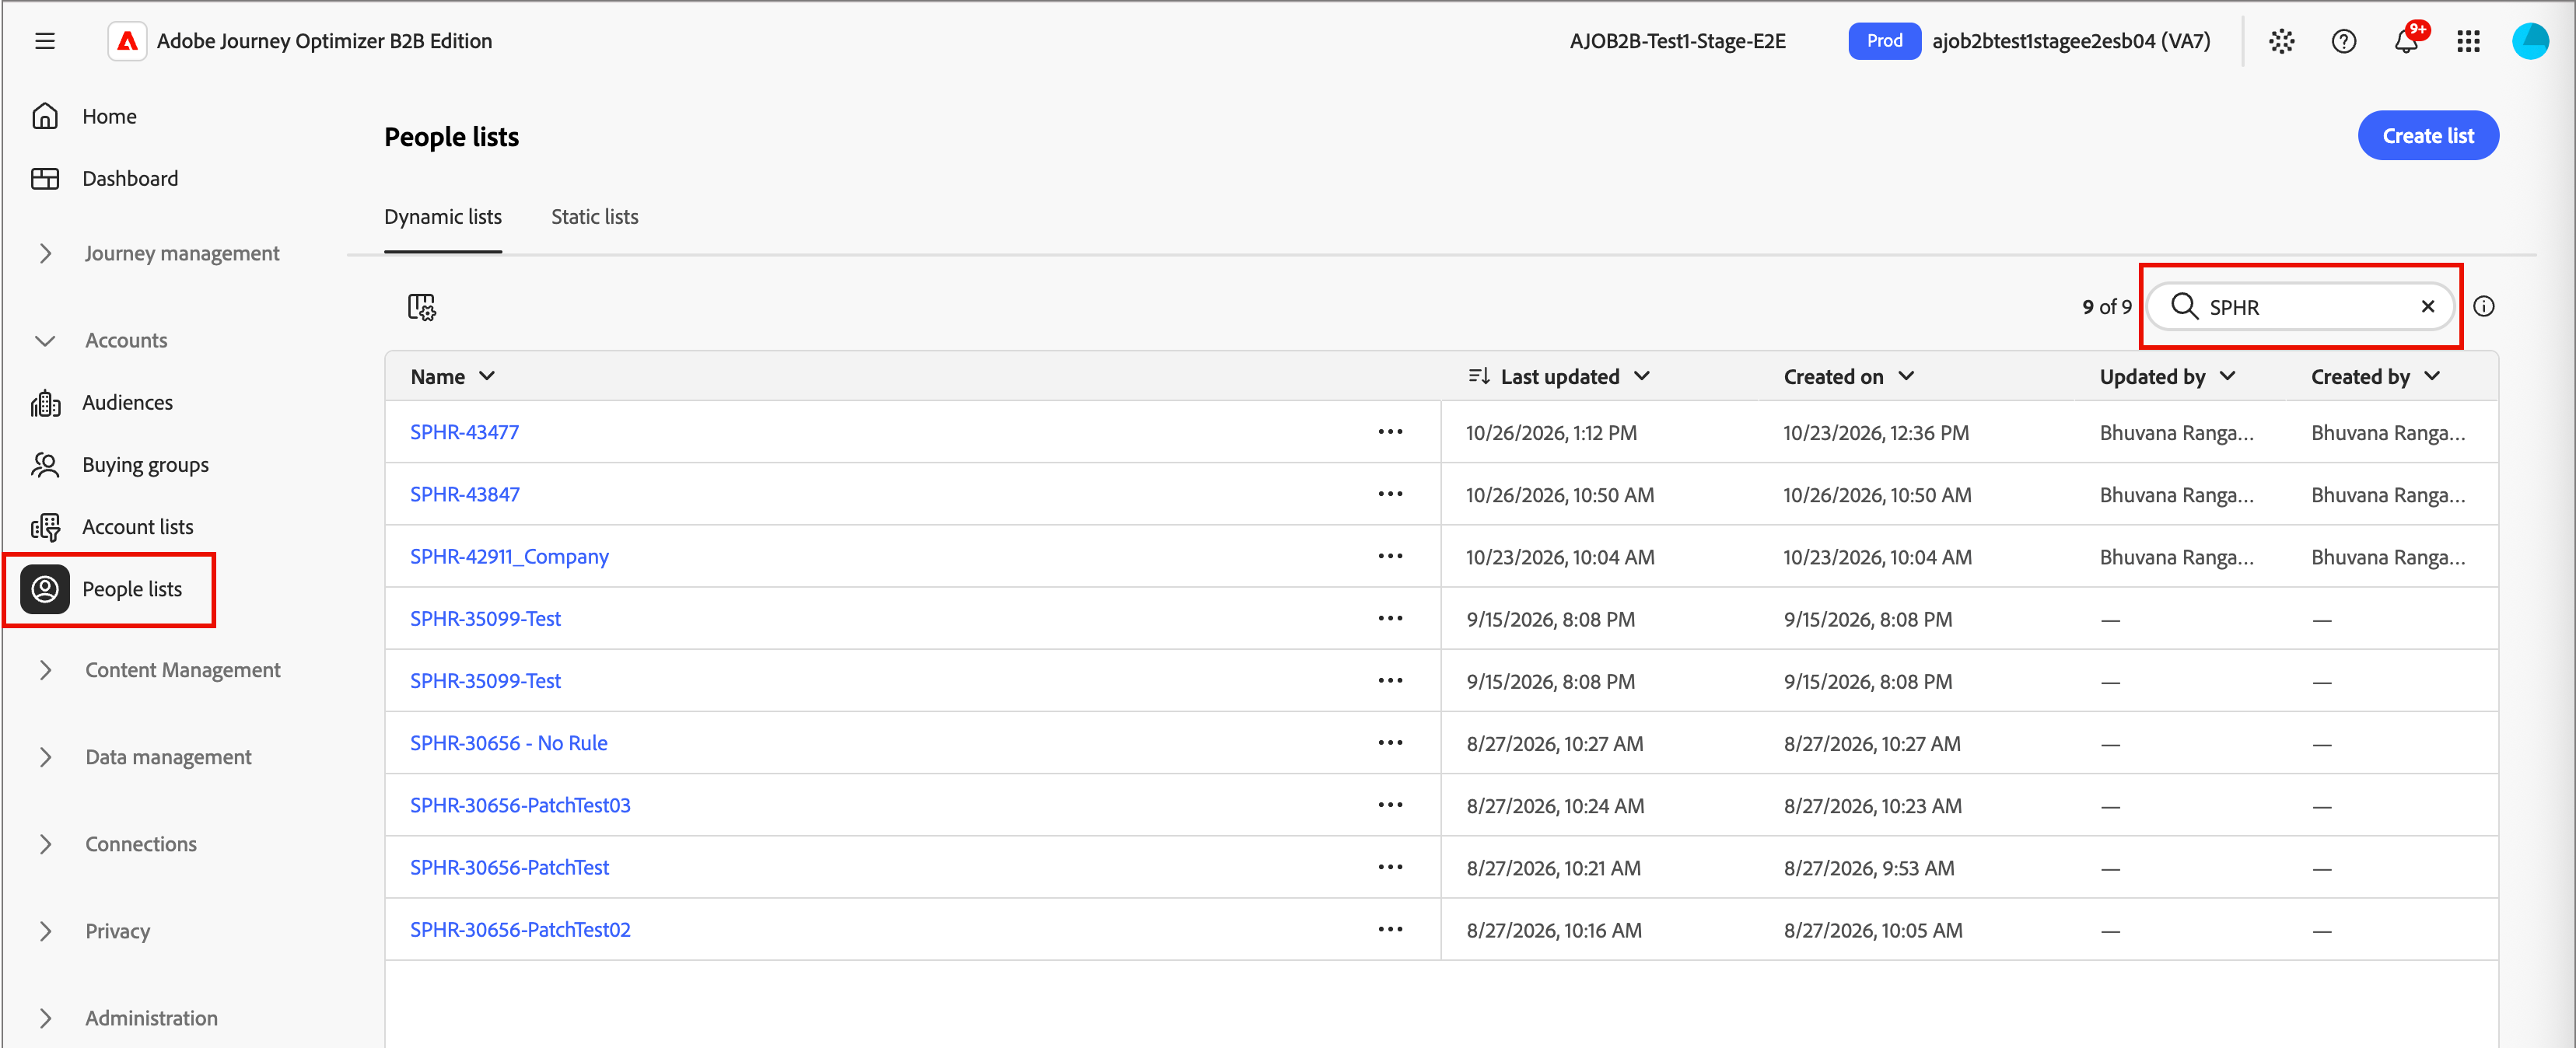 Adobe Journey Optimizer B2B Edition
AJOB2B-Test1-Stage-E2E
Prod
ajob2btest1stagee2esb04 (VA7)
9+
Home
Dashboard
Journey management
Accounts
Audiences
Buying groups
Account lists
People lists
Content Management
Data management
Connections
Privacy
Administration
People lists
Create list
Dynamic lists Static lists
9 of 9 SPHR
Name Last updated Created on Updated by Created by
SPHR-43477 10/26/2026, 1:12 PM 10/23/2026, 12:36 PM Bhuvana Ranga... Bhuvana Ranga...
SPHR-43847 10/26/2026, 10:50 AM 10/26/2026, 10:50 AM Bhuvana Ranga... Bhuvana Ranga...
SPHR-42911_Company 10/23/2026, 10:04 AM 10/23/2026, 10:04 AM Bhuvana Ranga... Bhuvana Ranga...
SPHR-35099-Test 9/15/2026, 8:08 PM 9/15/2026, 8:08 PM — —
SPHR-35099-Test 9/15/2026, 8:08 PM 9/15/2026, 8:08 PM — —
SPHR-30656 - No Rule 8/27/2026, 10:27 AM 8/27/2026, 10:27 AM — —
SPHR-30656-PatchTest03 8/27/2026, 10:24 AM 8/27/2026, 10:23 AM — —
SPHR-30656-PatchTest 8/27/2026, 10:21 AM 8/27/2026, 9:53 AM — —
SPHR-30656-PatchTest02 8/27/2026, 10:16 AM 8/27/2026, 10:05 AM — —